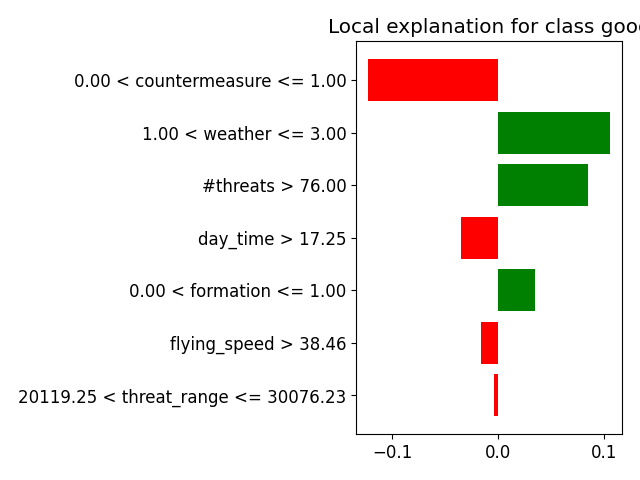 Local explanation for class good
0.00 < countermeasure <= 1.00
1.00 < weather <= 3.00
#threats > 76.00
day_time > 17.25
0.00 < formation <= 1.00
flying_speed > 38.46
20119.25 < threat_range <= 30076.23
−0.1 0.0 0.1